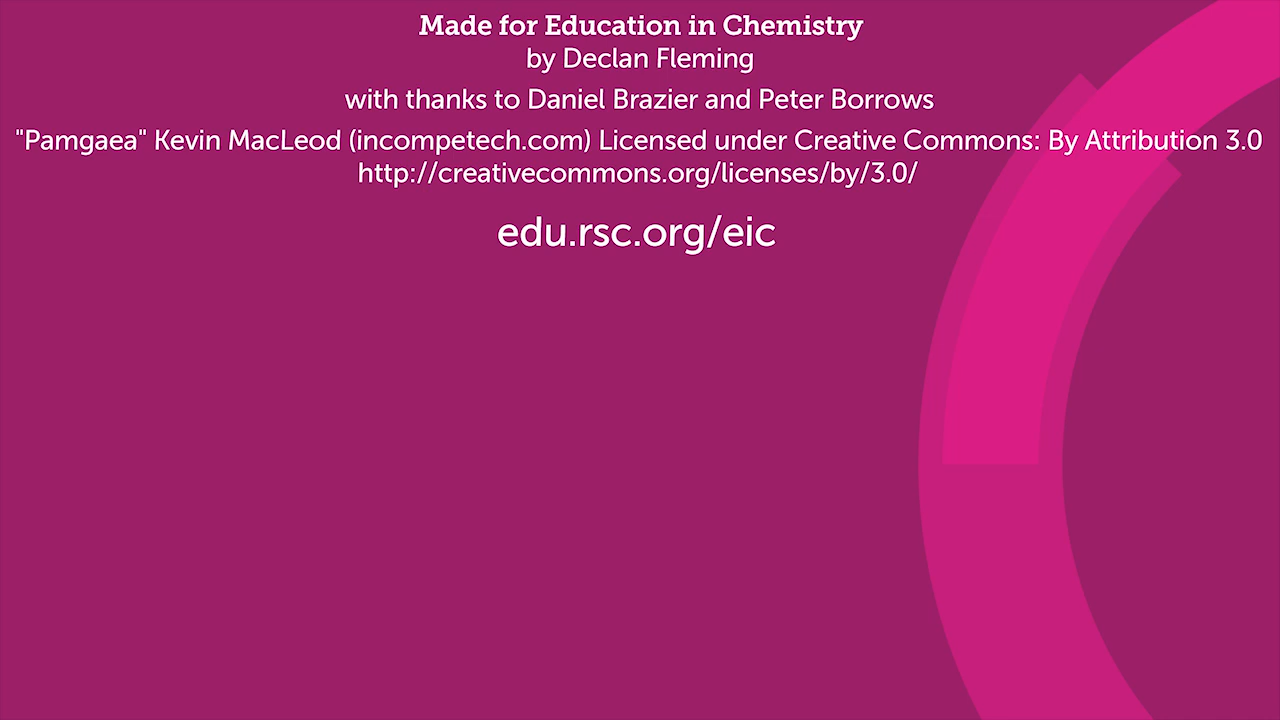 Made for Education in Chemistry
by Declan Fleming
with thanks to Daniel Brazier and Peter Borrows
"Pamgaea" Kevin MacLeod (incompetech.com) Licensed under Creative Commons: By Attribution 3.0
http://creativecommons.org/licenses/by/3.0/
edu.rsc.org/eic